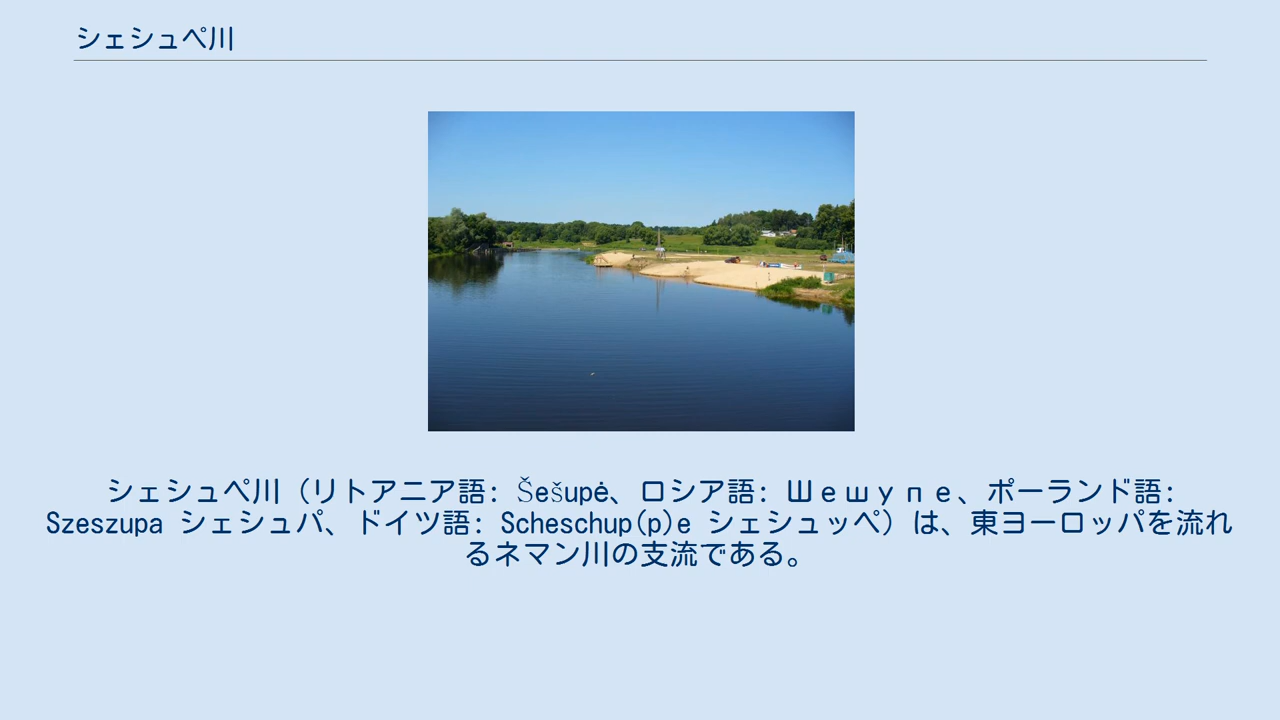 シェシュペ川
シェシュペ川（リトアニア語: Šešupė、ロシア語: Шешупе、ポーランド語:
Szeszupa シェシュパ、ドイツ語: Scheschup(p)e シェシュッペ）は、東ヨーロッパを流れ
るネマン川の支流である。